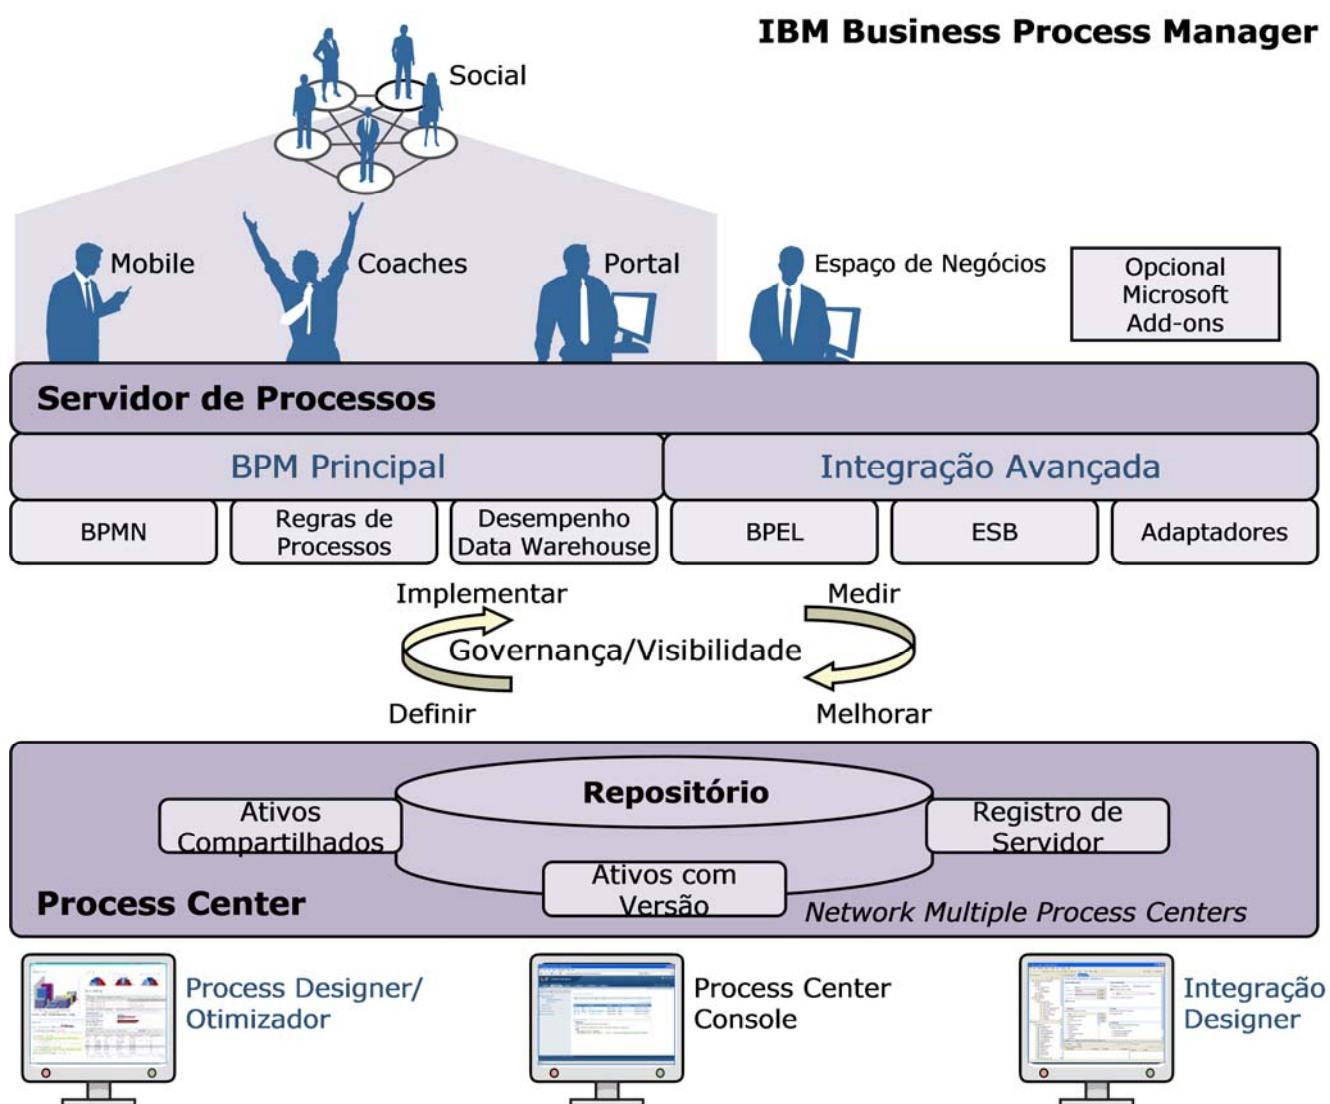 IBM Business Process Manager
Social
Mobile
Coaches
Portal
Espaço de Negócios
Opcional
Microsoft
Add-ons
Servidor de Processos
BPM Principal
Integração Avançada
BPMN
Regras de
Processos
Desempenho
Data Warehouse
BPEL
ESB
Adaptadores
Implementar
Medir
Governança/Visibilidade
Definir
Melhorar
Repositório
Ativos
Compartilhados
Registro de
Servidor
Ativos com
Versão
Process Center
Network Multiple Process Centers
Process Designer/
Otimizador
Process Center
Console
Integração
Designer